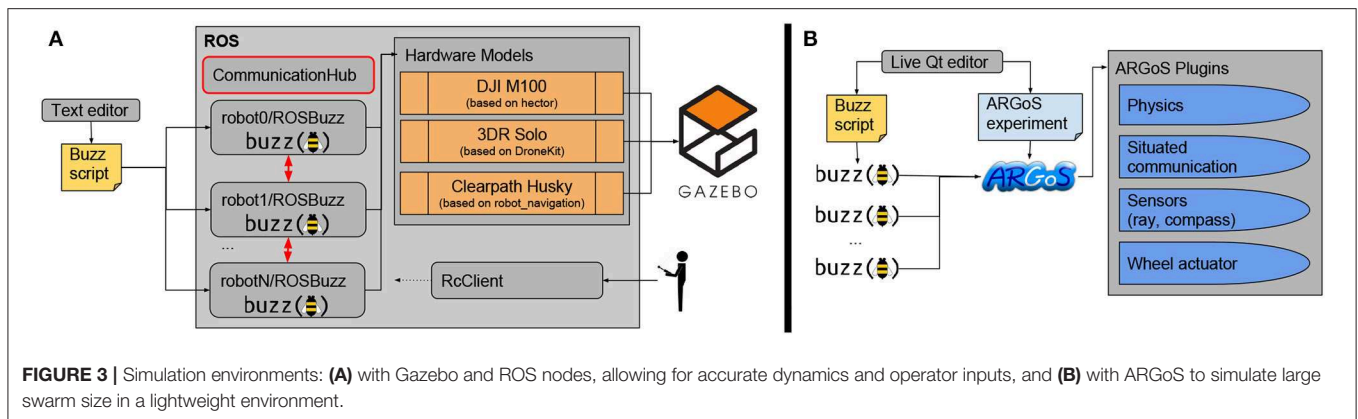 A
Text editor
Buzz
script
ROS
CommunicationHub
robot0/ROSBuzz
buzz( )
robot1/ROSBuzz
buzz( )
...
robotN/ROSBuzz
buzz( )
Hardware Models
DJI M100
(based on hector)
3DR Solo
(based on DroneKit)
Clearpath Husky
(based on robot_navigation)
RcClient
GAZEBO
B
Live Qt editor
Buzz
script
ARGoS
experiment
buzz( )
buzz( )
...
buzz( )
ARGoS
ARGoS Plugins
Physics
Situated
communication
Sensors
(ray, compass)
Wheel actuator
FIGURE 3 | Simulation environments: (A) with Gazebo and ROS nodes, allowing for accurate dynamics and operator inputs, and (B) with ARGoS to simulate large
swarm size in a lightweight environment.